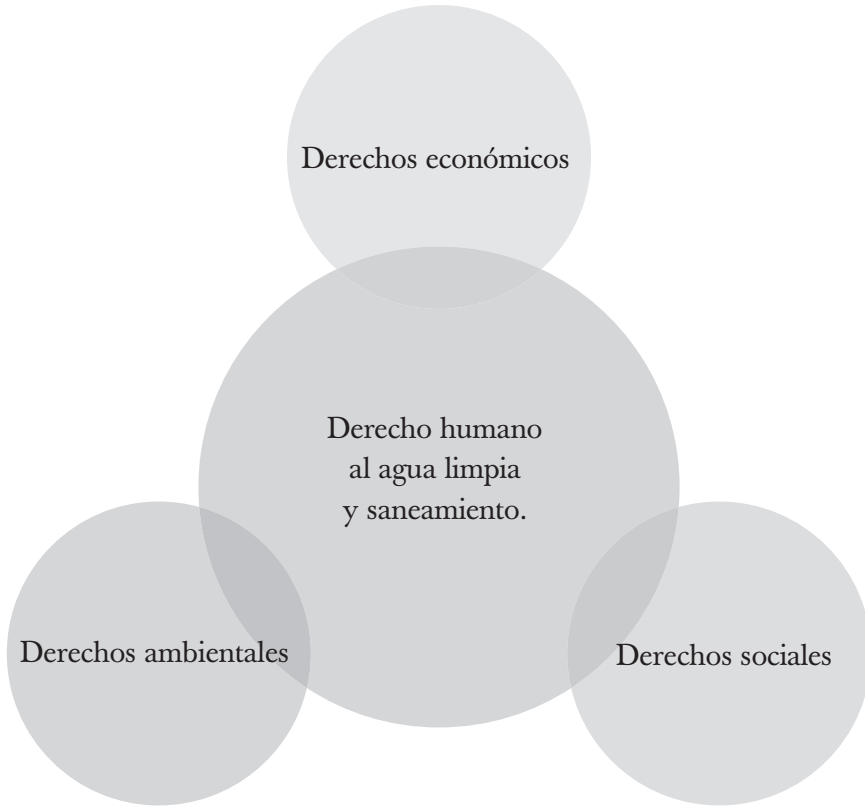 Derechos económicos
Derecho humano
al agua limpia
y saneamiento.
Derechos ambientales
Derechos sociales